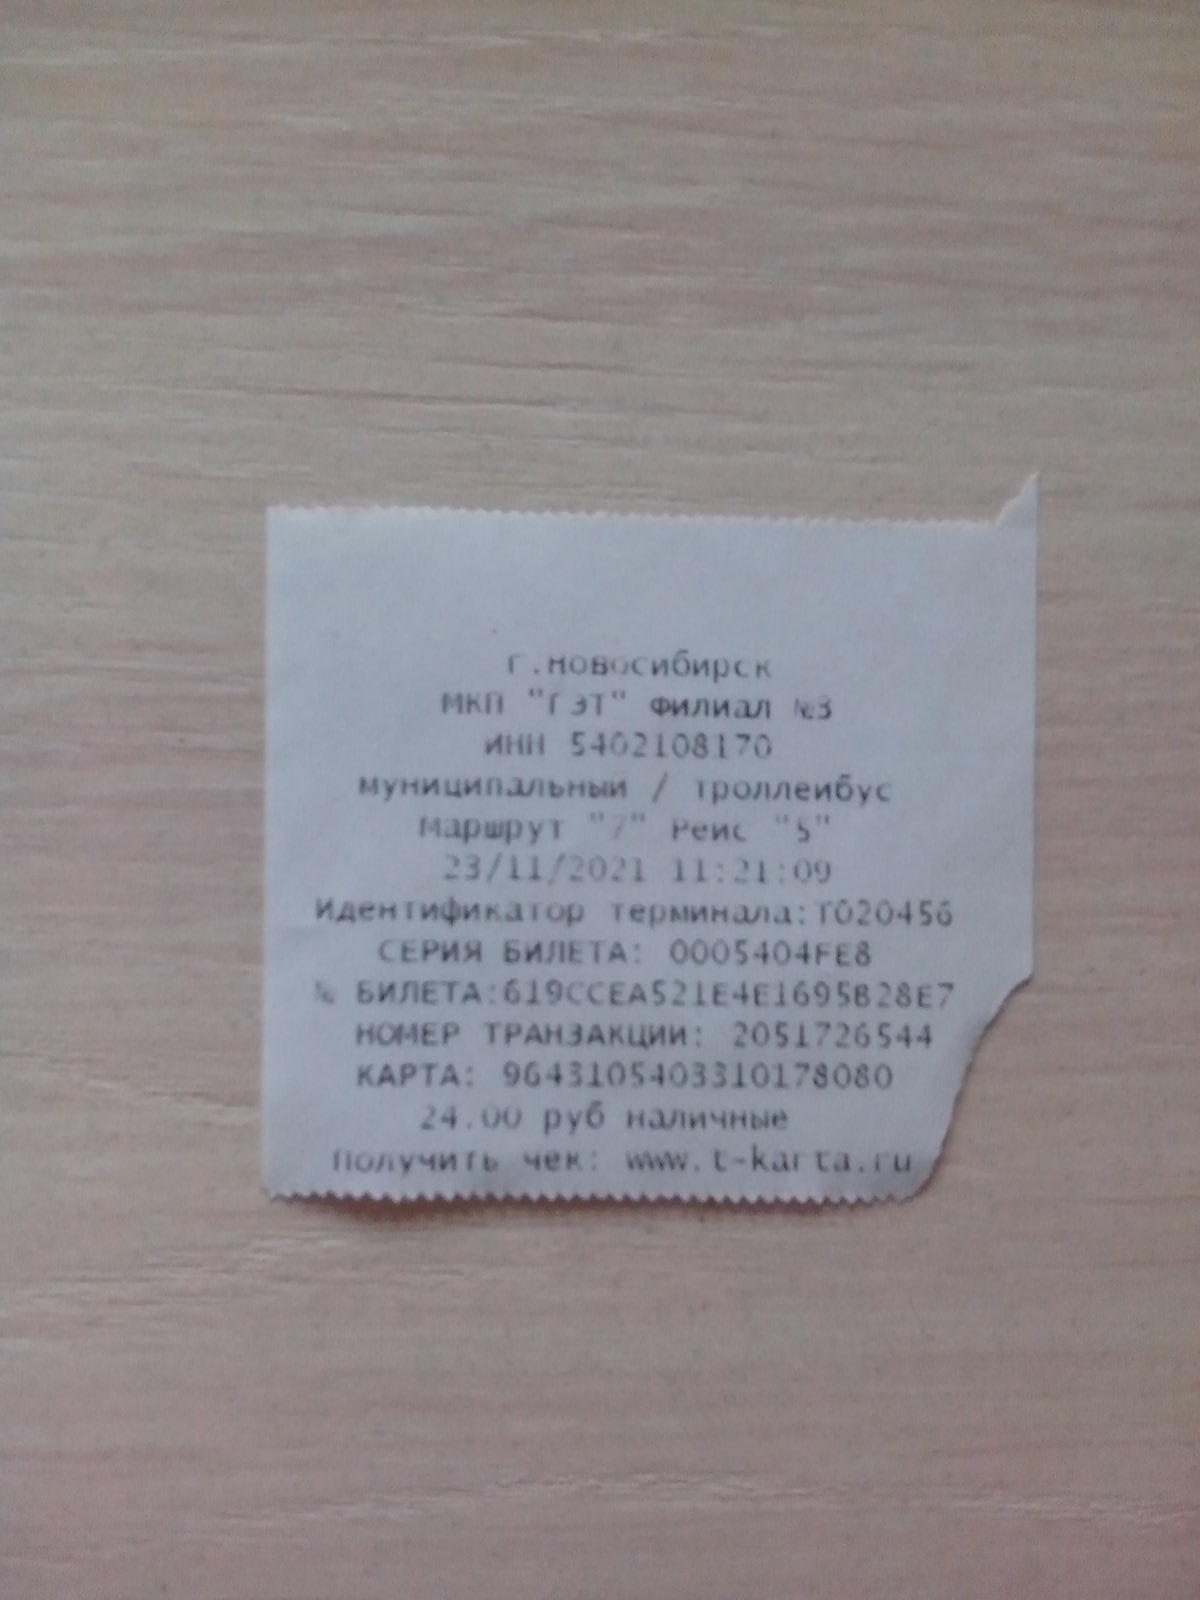 г.Новосибирск
МКП "ГЭТ" Филиал №3
ИНН 5402108170
муниципальный / троллейбус
Маршрут "7" Рейс "5"
23/11/2021 11:21:09
Идентификатор терминала:T020456
СЕРИЯ БИЛЕТА: 0005404FE8
№ БИЛЕТА:619CCEA521E4E1695B28E7
НОМЕР ТРАНЗАКЦИИ: 2051726544
КАРТА: 9643105403310178080
24.00 руб наличные
Получить чек: www.t-karta.ru